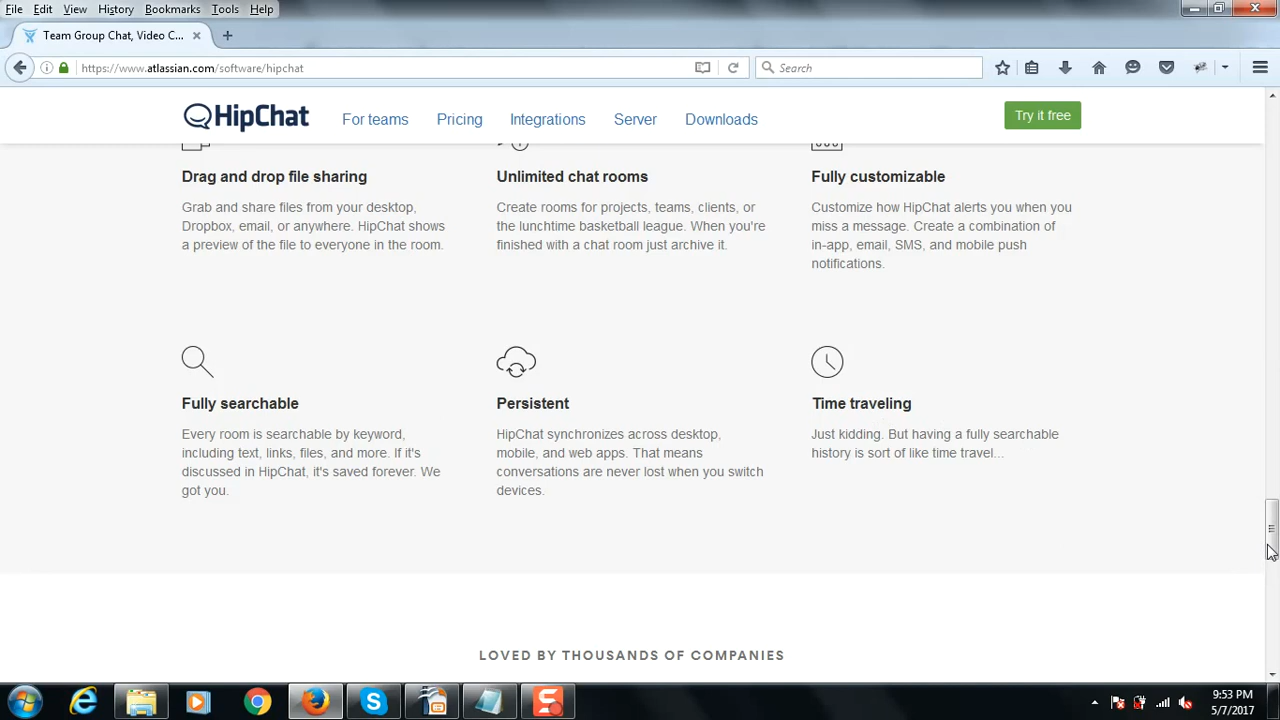 File Edit View History Bookmarks Tools Help
Team Group Chat, Video C...
https://www.atlassian.com/software/hipchat
Search
HipChat For teams Pricing Integrations Server Downloads Try it free
Drag and drop file sharing
Grab and share files from your desktop,
Dropbox, email, or anywhere. HipChat shows
a preview of the file to everyone in the room.
Unlimited chat rooms
Create rooms for projects, teams, clients, or
the lunchtime basketball league. When you're
finished with a chat room just archive it.
Fully customizable
Customize how HipChat alerts you when you
miss a message. Create a combination of
in-app, email, SMS, and mobile push
notifications.
Fully searchable
Every room is searchable by keyword,
including text, links, files, and more. If it's
discussed in HipChat, it's saved forever. We
got you.
Persistent
HipChat synchronizes across desktop,
mobile, and web apps. That means
conversations are never lost when you switch
devices.
Time traveling
Just kidding. But having a fully searchable
history is sort of like time travel...
LOVED BY THOUSANDS OF COMPANIES
9:53 PM
5/7/2017